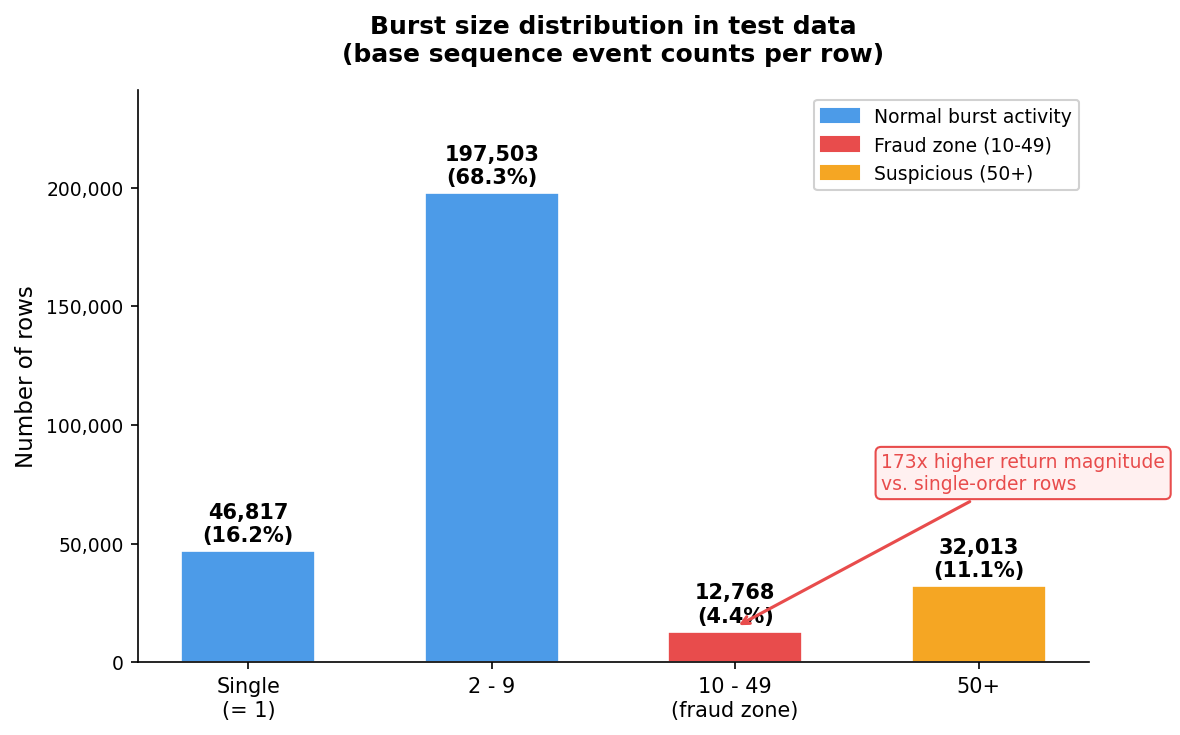 Burst size distribution in test data
(base sequence event counts per row)
Normal burst activity
Fraud zone (10-49)
Suspicious (50+)
Number of rows
200,000
150,000
100,000
50,000
0
46,817
(16.2%)
197,503
(68.3%)
12,768
(4.4%)
32,013
(11.1%)
173x higher return magnitude
vs. single-order rows
Single
(= 1)
2 - 9
10 - 49
(fraud zone)
50+